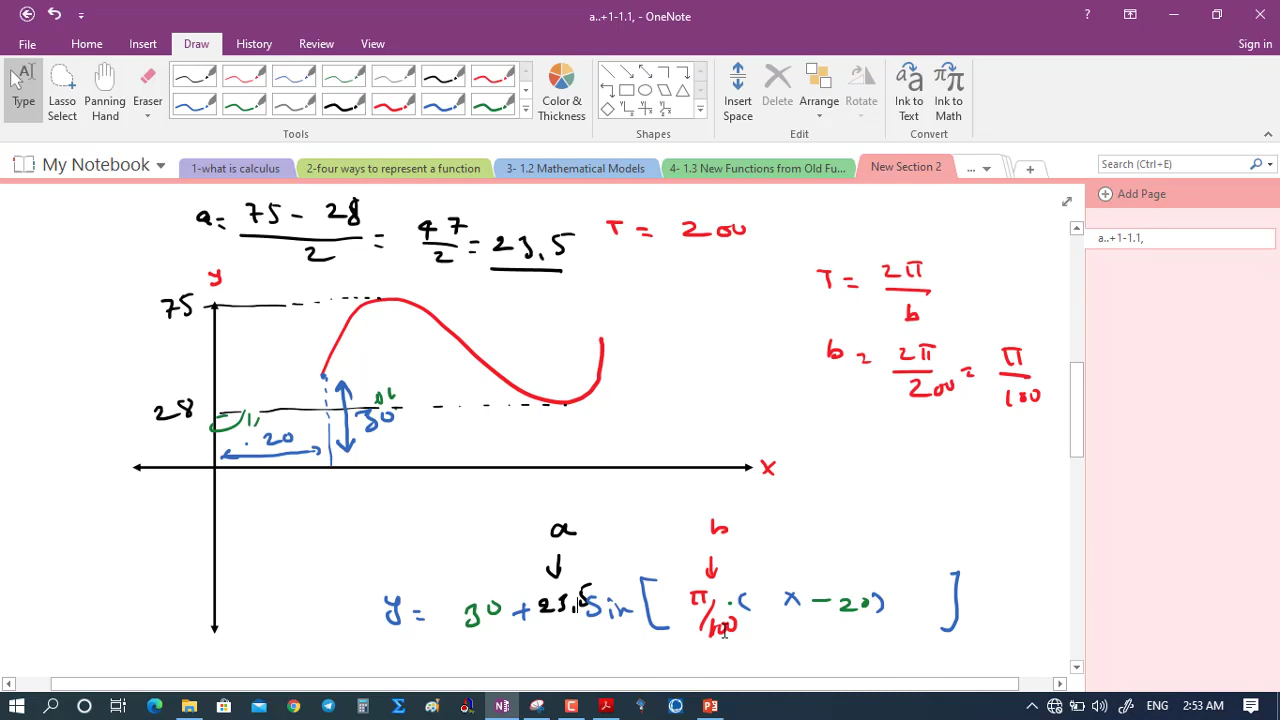 a..+1-1.1, - OneNote
File Home Insert Draw History Review View
Sign in
Type
Lasso Select
Panning Hand
Eraser
Color & Thickness
Insert Space
Delete
Arrange
Rotate
Ink to Text
Ink to Math
Tools
Shapes
Edit
Convert
My Notebook
1-what is calculus
2-four ways to represent a function
3- 1.2 Mathematical Models
4- 1.3 New Functions from Old Fu...
New Section 2
...
Search (Ctrl+E)
Add Page
a..+1-1.1,
a = 75 - 28 / 2 = 47 / 2 = 23.5
T = 200
T = 2π / b
b = 2π / 200 = π / 100
y
75
28
20
30
x
a
b
y = 30 + 23.5 Sin [ π/100 . ( x - 20 ) ]
2:53 AM